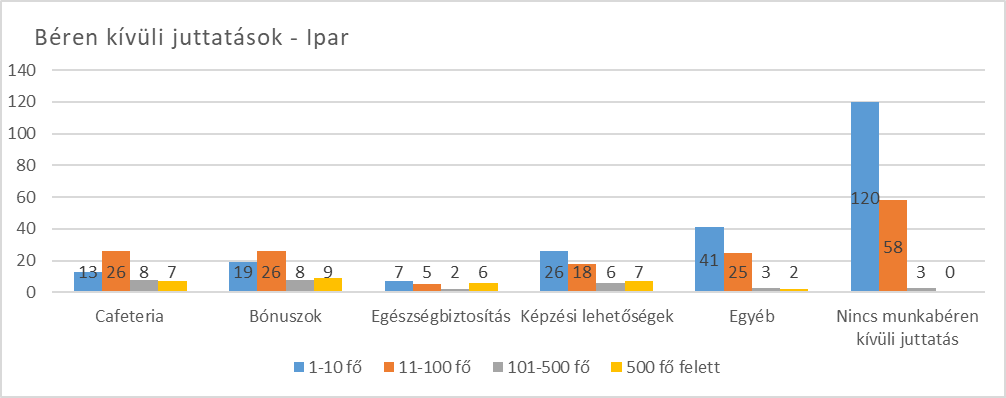 Béren kívüli juttatások - Ipar
140
120
100
80
60
40
20
0
13 26 8 7
19 26 8 9
7 5 2 6
26 18 6 7
41 25 3 2
120 58 3 0
Cafeteria
Bónuszok
Egészségbiztosítás
Képzési lehetőségek
Egyéb
Nincs munkabéren
kívüli juttatás
1-10 fő 11-100 fő 101-500 fő 500 fő felett